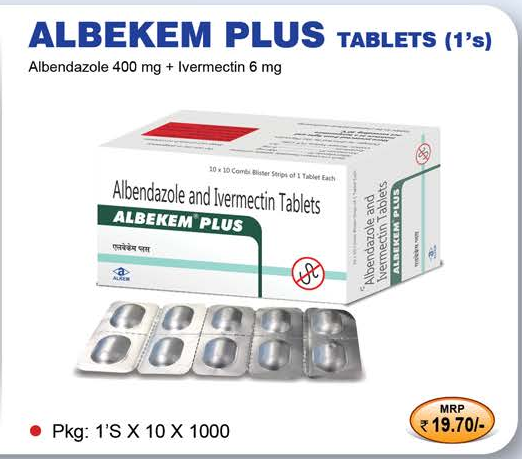 ALBEKEM PLUS TABLETS (1's)
Albendazole 400 mg + Ivermectin 6 mg
10 x 10 Combi Blister Strips of 1 Tablet Each
Albendazole and Ivermectin Tablets
ALBEKEM® PLUS
एलबेकेम प्लस
ALKEM
Albendazole and
Ivermectin Tablets
ALBEKEM® PLUS
MRP
₹ 19.70/-
Pkg: 1'S X 10 X 1000